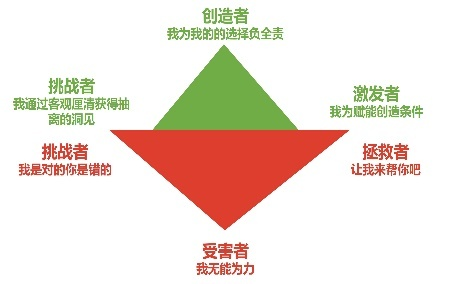 创造者
我为我的的选择负全责
挑战者
我通过客观厘清获得抽
离的洞见
激发者
我为赋能创造条件
挑战者
我是对的你是错的
拯救者
让我来帮你吧
受害者
我无能为力